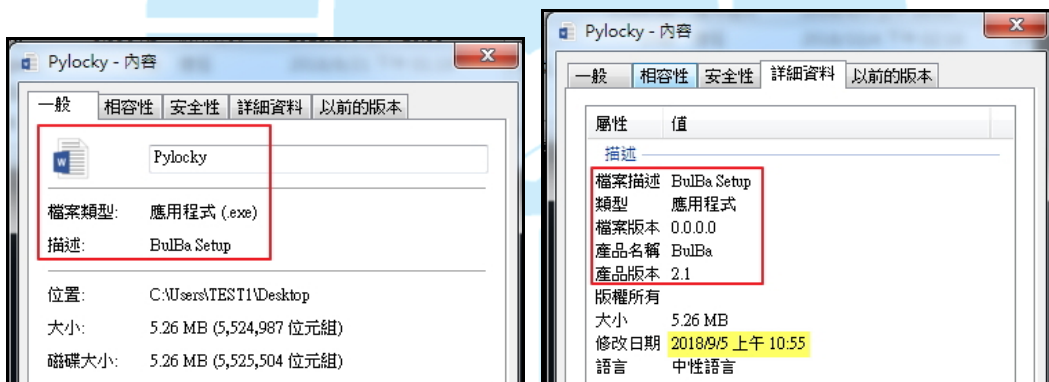 Pylocky - 內容
一般 相容性 安全性 詳細資料 以前的版本
Pylocky
檔案類型: 應用程式 (.exe)
描述: BulBa Setup
位置: C:\Users\TEST1\Desktop
大小: 5.26 MB (5,524,987 位元組)
磁碟大小: 5.26 MB (5,525,504 位元組)
Pylocky - 內容
一般 相容性 安全性 詳細資料 以前的版本
屬性 值
描述
檔案描述 BulBa Setup
類型 應用程式
檔案版本 0.0.0.0
產品名稱 BulBa
產品版本 2.1
版權所有
大小 5.26 MB
修改日期 2018/9/5 上午 10:55
語言 中性語言